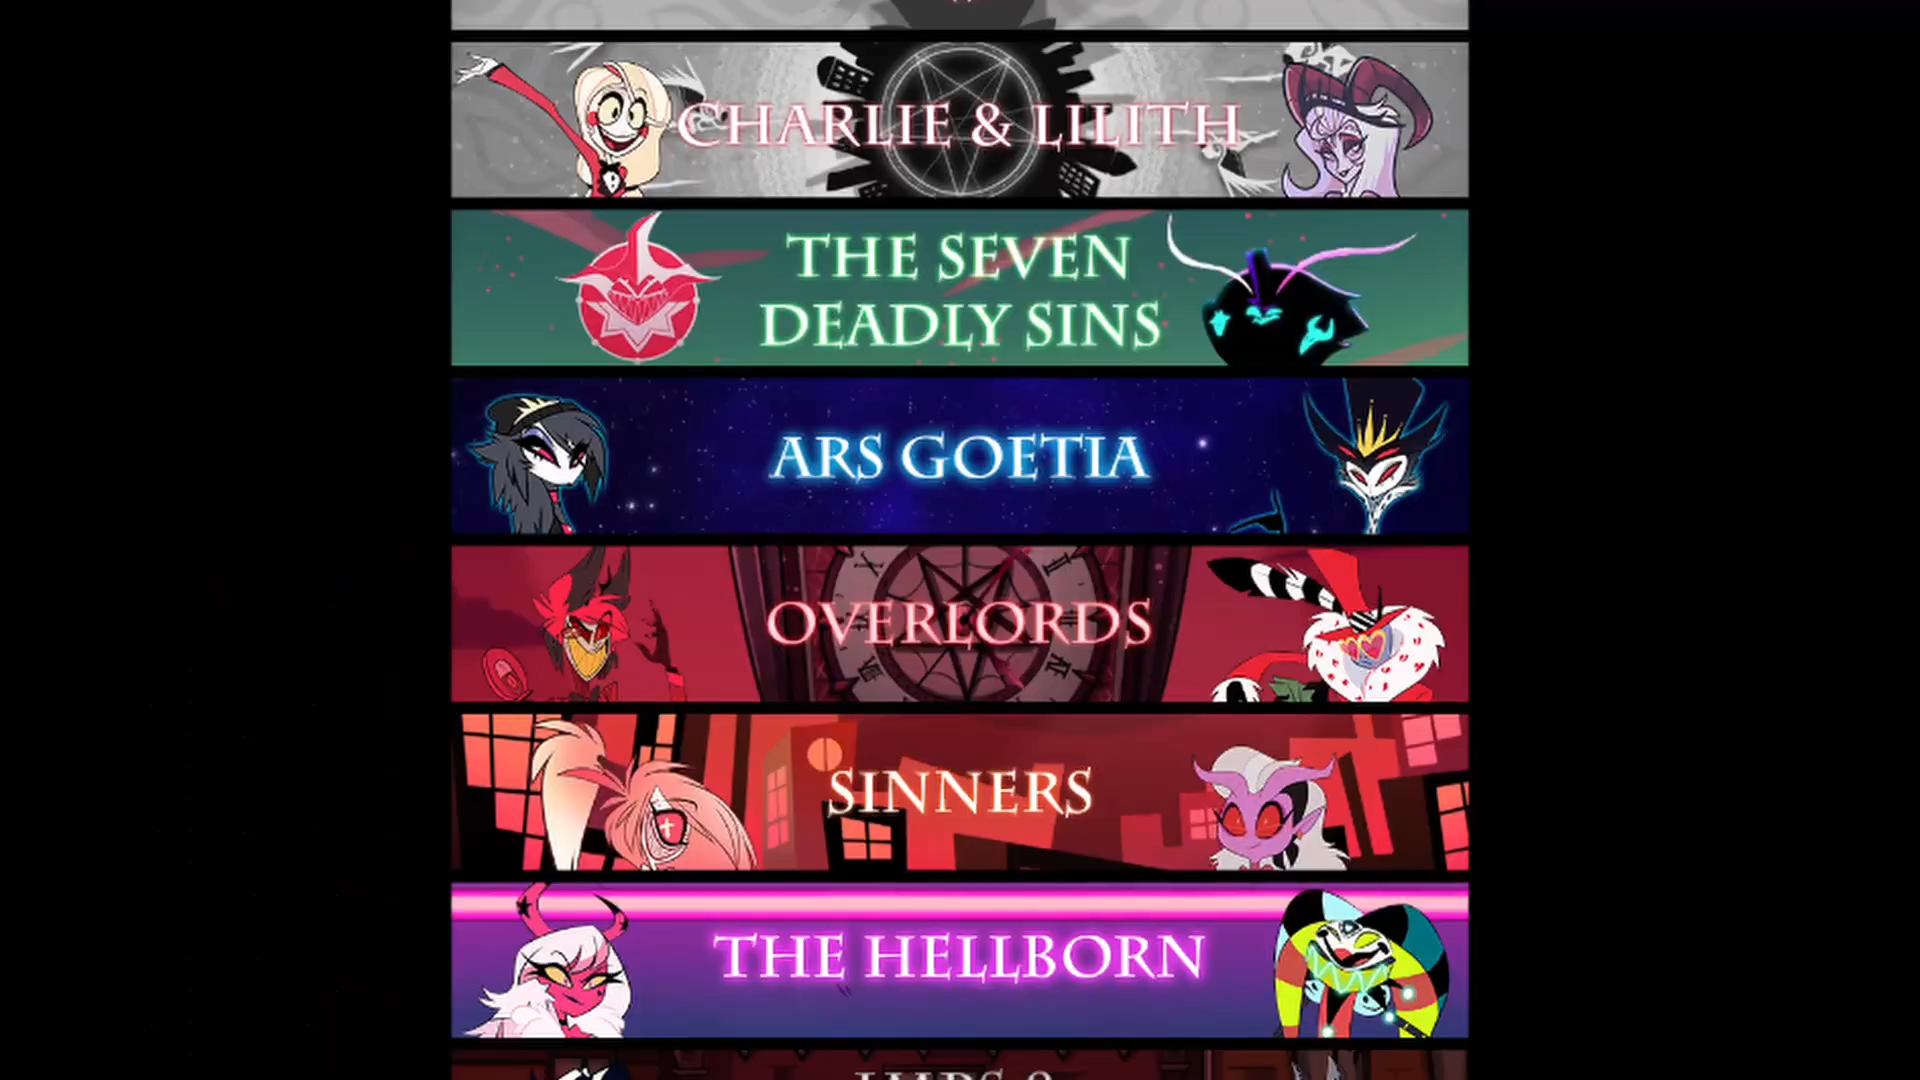 CHARLIE & LILITH
THE SEVEN
DEADLY SINS
ARS GOETIA
OVERLORDS
SINNERS
THE HELLBORN